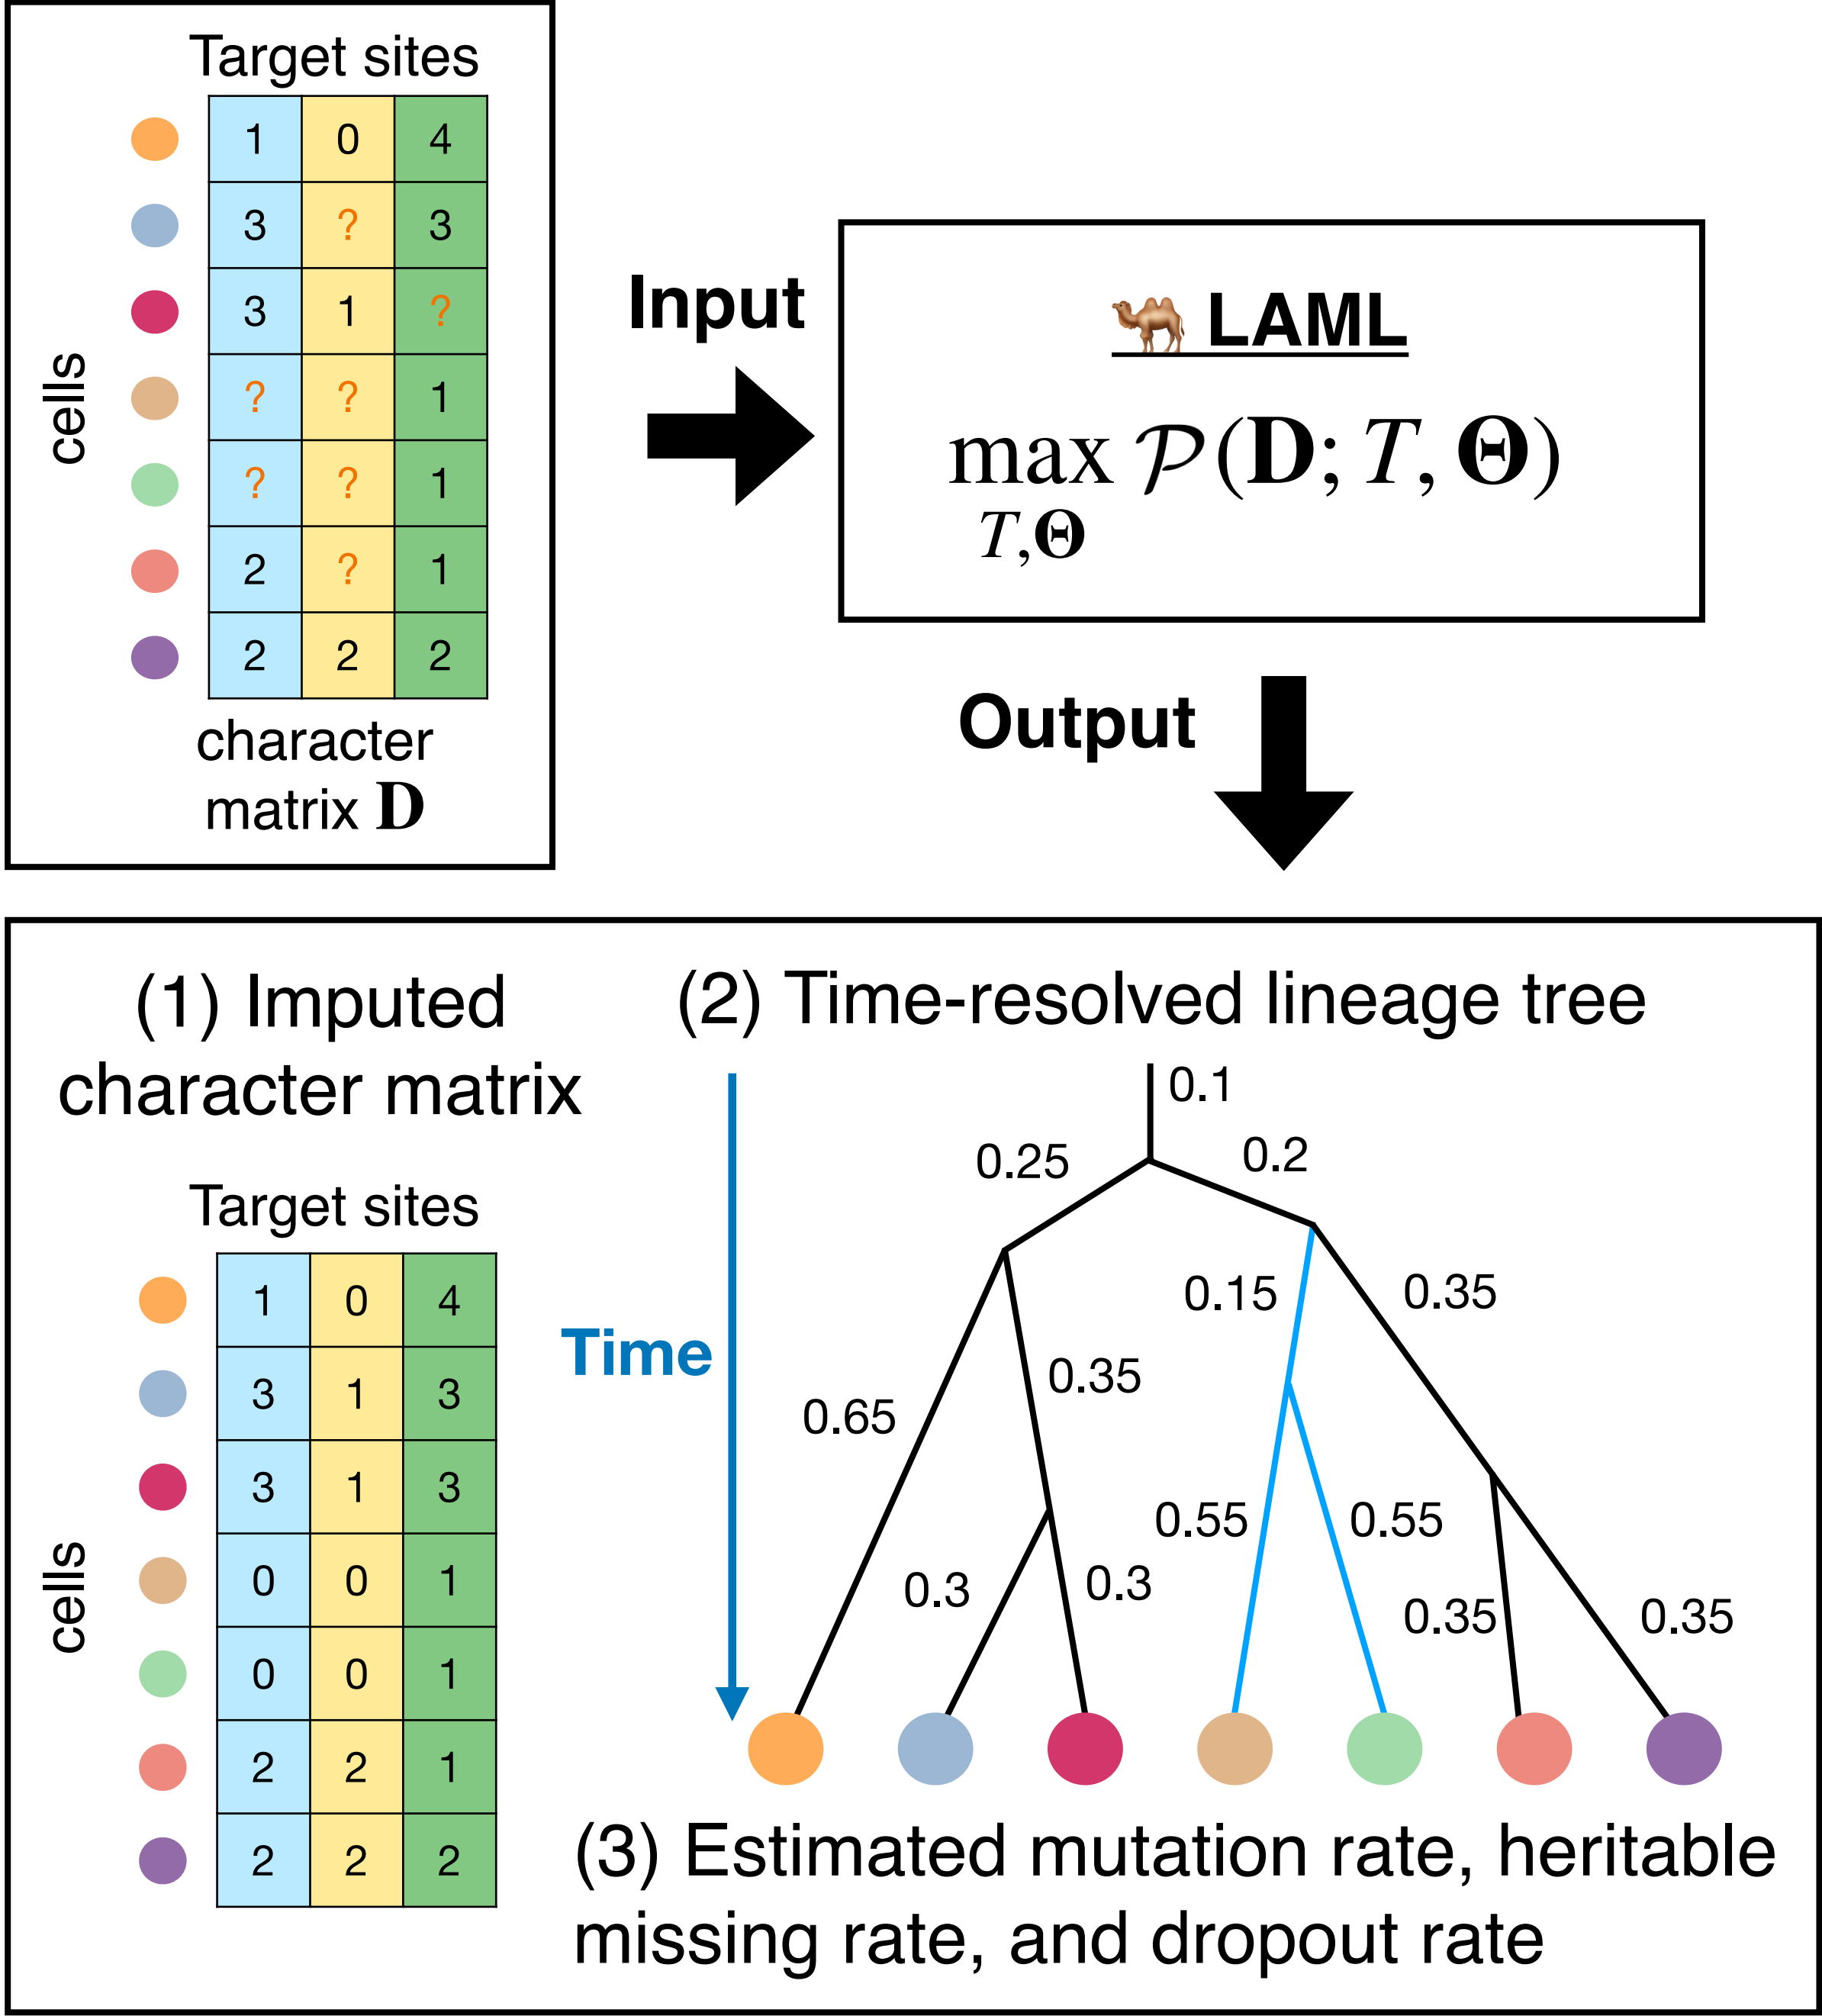 Target sites
1 0 4
3 ? 3
3 1 ?
? ? 1
? ? 1
2 ? 1
2 2 2
cells
character
matrix D
Input
LAML
max P(D; T, Θ)
T,Θ
Output
(1) Imputed
character matrix
Target sites
1 0 4
3 1 3
3 1 3
0 0 1
0 0 1
2 2 1
2 2 2
cells
(2) Time-resolved lineage tree
Time
0.1
0.25
0.2
0.15
0.35
0.35
0.65
0.55
0.55
0.3
0.3
0.35
0.35
(3) Estimated mutation rate, heritable
missing rate, and dropout rate